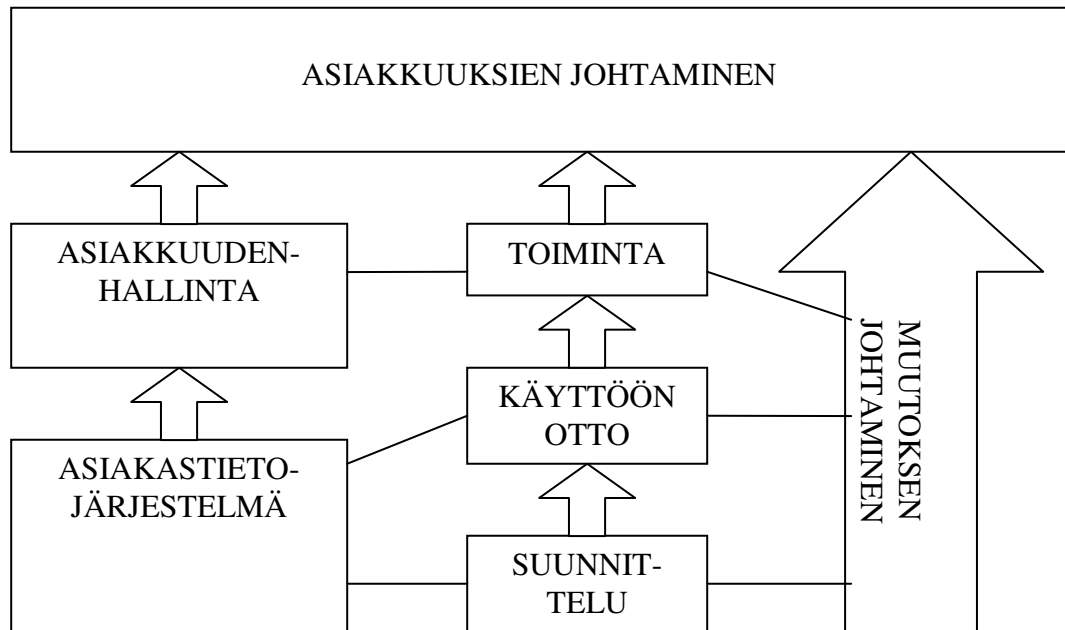 ASIAKKUUKSIEN JOHTAMINEN
ASIAKKUUDEN-
HALLINTA
TOIMINTA
MUUTOKSEN
JOHTAMINEN
KÄYTTÖÖN
OTTO
ASIAKASTIETO-
JÄRJESTELMÄ
SUUNNIT-
TELU